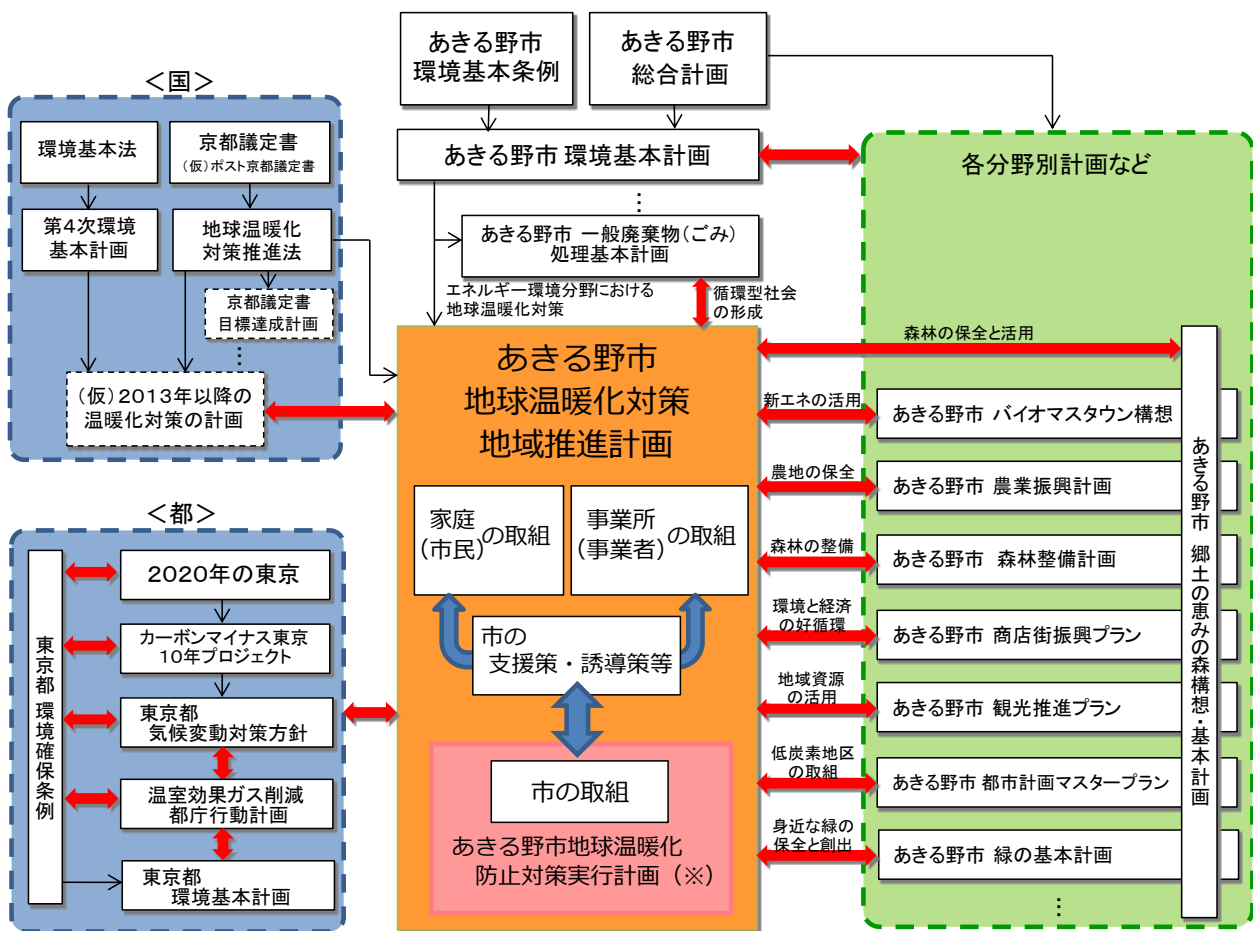 あきる野市
環境基本条例
あきる野市
総合計画
＜国＞
環境基本法
京都議定書
(仮)ポスト京都議定書
あきる野市 環境基本計画
各分野別計画など
第4次環境
基本計画
地球温暖化
対策推進法
⋮
あきる野市 一般廃棄物(ごみ)
処理基本計画
京都議定書
目標達成計画
⋮
エネルギー環境分野における
地球温暖化対策
循環型社会
の形成
(仮)2013年以降の
温暖化対策の計画
あきる野市
地球温暖化対策
地域推進計画
森林の保全と活用
新エネの活用
あきる野市 バイオマスタウン構想
農地の保全
あきる野市 農業振興計画
森林の整備
あきる野市 森林整備計画
環境と経済
の好循環
あきる野市 商店街振興プラン
地域資源
の活用
あきる野市 観光推進プラン
低炭素地区
の取組
あきる野市 都市計画マスタープラン
身近な緑の
保全と創出
あきる野市 緑の基本計画
⋮
あきる野市 郷土の恵みの森構想・基本計画
家庭
(市民)の取組
事業所
(事業者)の取組
市の
支援策・誘導策等
市の取組
あきる野市地球温暖化
防止対策実行計画(※)
＜都＞
東京都 環境確保条例
2020年の東京
カーボンマイナス東京
10年プロジェクト
東京都
気候変動対策方針
温室効果ガス削減
都庁行動計画
東京都
環境基本計画